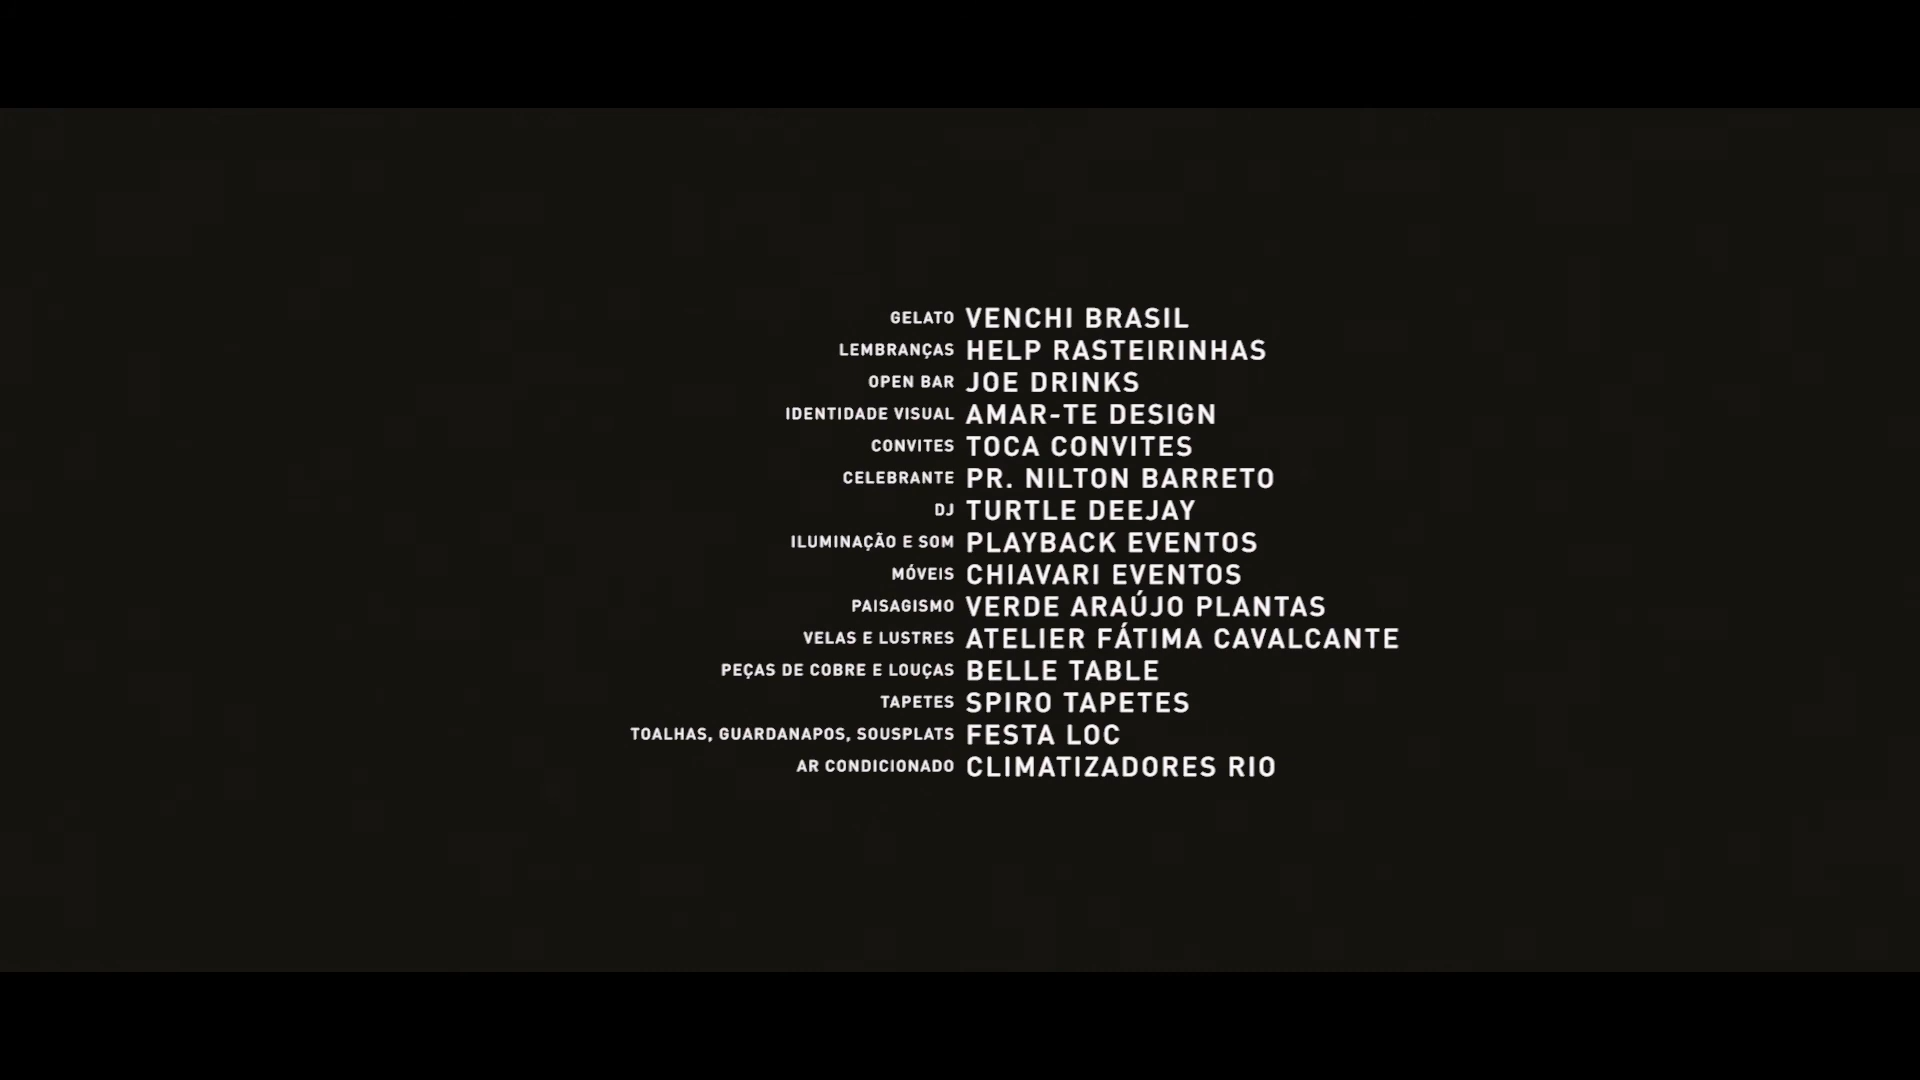 GELATO VENCHI BRASIL
LEMBRANÇAS HELP RASTEIRINHAS
OPEN BAR JOE DRINKS
IDENTIDADE VISUAL AMAR-TE DESIGN
CONVITES TOCA CONVITES
CELEBRANTE PR. NILTON BARRETO
DJ TURTLE DEEJAY
ILUMINAÇÃO E SOM PLAYBACK EVENTOS
MÓVEIS CHIAVARI EVENTOS
PAISAGISMO VERDE ARAÚJO PLANTAS
VELAS E LUSTRES ATELIER FÁTIMA CAVALCANTE
PEÇAS DE COBRE E LOUÇAS BELLE TABLE
TAPETES SPIRO TAPETES
TOALHAS, GUARDANAPOS, SOUSPLATS FESTA LOC
AR CONDICIONADO CLIMATIZADORES RIO